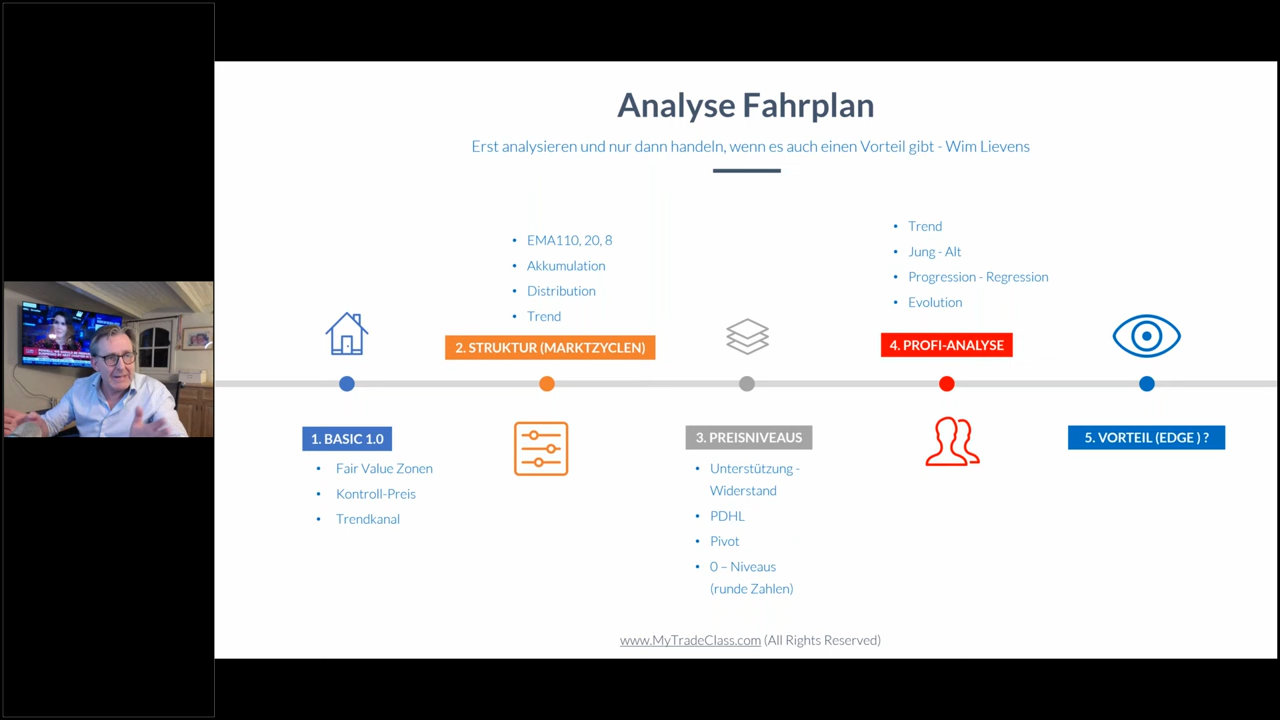 Analyse Fahrplan
Erst analysieren und nur dann handeln, wenn es auch einen Vorteil gibt - Wim Lievens
• EMA110, 20, 8
• Akkumulation
• Distribution
• Trend
2. STRUKTUR (MARKTZYCLEN)
• Trend
• Jung - Alt
• Progression - Regression
• Evolution
4. PROFI-ANALYSE
1. BASIC 1.0
• Fair Value Zonen
• Kontroll-Preis
• Trendkanal
3. PREISNIVEAUS
• Unterstützung -
Widerstand
• PDHL
• Pivot
• 0 – Niveaus
(runde Zahlen)
5. VORTEIL (EDGE ) ?
www.MyTradeClass.com (All Rights Reserved)